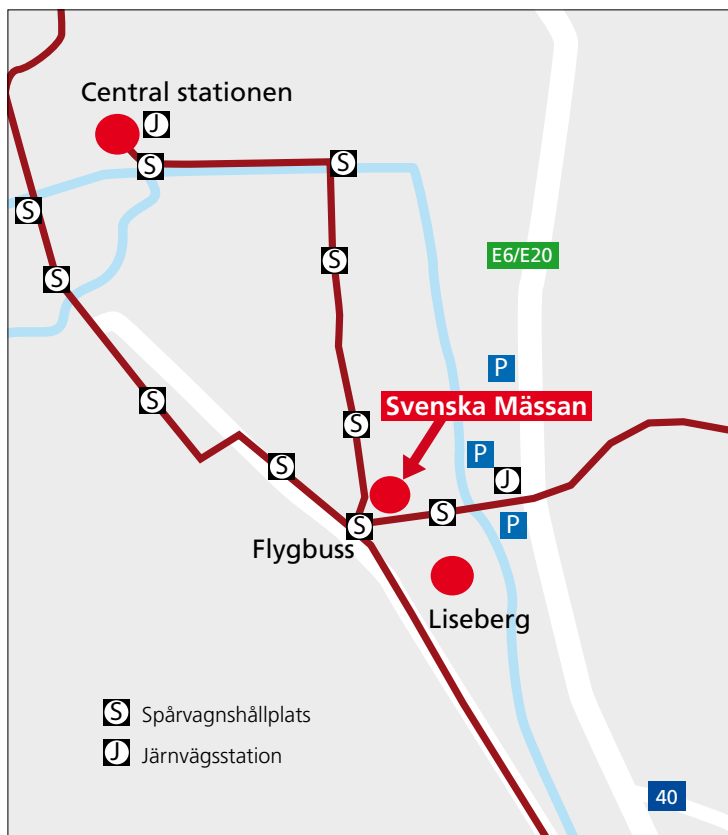 Central stationen
J
S
S
S
S
E6/E20
S
P
Svenska Mässan
S
S
P
S
J
S
S
P
Flygbuss
Liseberg
S Spårvagnshållplats
J Järnvägsstation
40